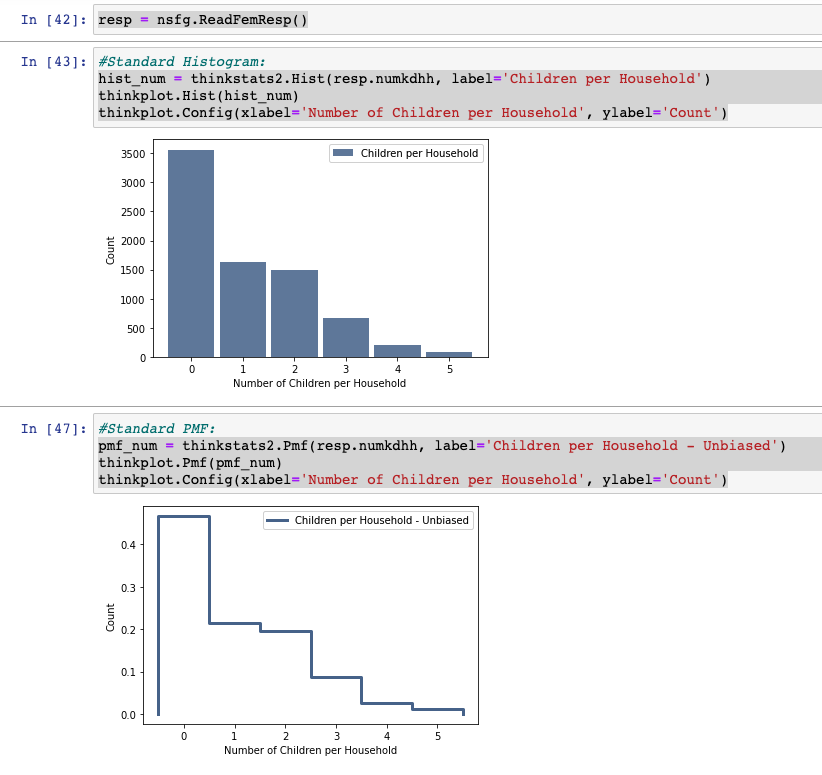 In [42]: resp = nsfg.ReadFemResp()
In [43]: #Standard Histogram:
hist_num = thinkstats2.Hist(resp.numkdhh, label='Children per Household')
thinkplot.Hist(hist_num)
thinkplot.Config(xlabel='Number of Children per Household', ylabel='Count')
Children per Household
3500
3000
2500
2000
1500
1000
500
0
Count
0 1 2 3 4 5
Number of Children per Household
In [47]: #Standard PMF:
pmf_num = thinkstats2.Pmf(resp.numkdhh, label='Children per Household - Unbiased')
thinkplot.Pmf(pmf_num)
thinkplot.Config(xlabel='Number of Children per Household', ylabel='Count')
Children per Household - Unbiased
0.4
0.3
0.2
0.1
0.0
Count
0 1 2 3 4 5
Number of Children per Household